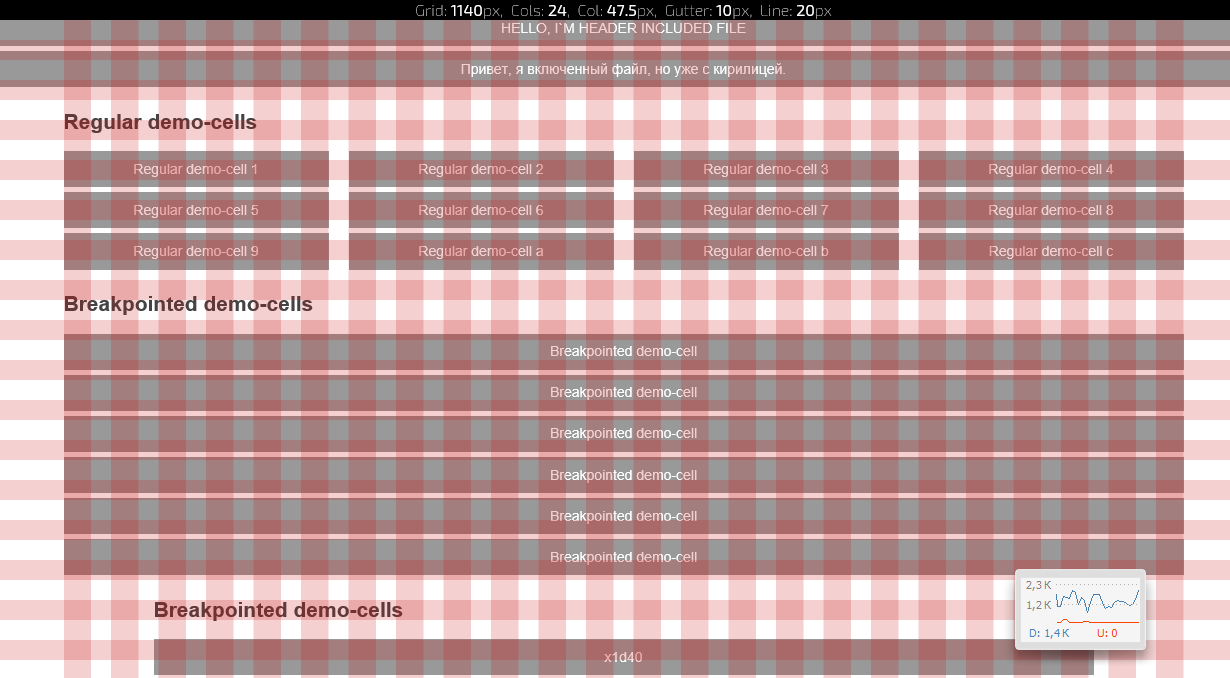 Grid: 1140px, Cols: 24, Col: 47.5px, Gutter: 10px, Line: 20px
HELLO, I`M HEADER INCLUDED FILE
Привет, я включенный файл, но уже с кирилицей.
Regular demo-cells
Regular demo-cell 1 Regular demo-cell 2 Regular demo-cell 3 Regular demo-cell 4
Regular demo-cell 5 Regular demo-cell 6 Regular demo-cell 7 Regular demo-cell 8
Regular demo-cell 9 Regular demo-cell a Regular demo-cell b Regular demo-cell c
Breakpointed demo-cells
Breakpointed demo-cell
Breakpointed demo-cell
Breakpointed demo-cell
Breakpointed demo-cell
Breakpointed demo-cell
Breakpointed demo-cell
2,3 K
1,2 K
D: 1,4 K U: 0
Breakpointed demo-cells
x1d40